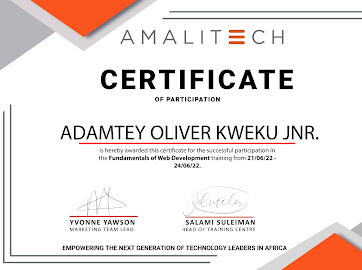 AMALITECH
CERTIFICATE
OF PARTICIPATION
ADAMTEY OLIVER KWEKU JNR.
is hereby awarded this certificate for the successful participation in
the Fundamentals of Web Development training from 21/06/22 -
24/06/22.
YVONNE YAWSON
MARKETING TEAM LEAD
SALAMI SULEIMAN
HEAD OF TRAINING CENTRE
EMPOWERING THE NEXT GENERATION OF TECHNOLOGY LEADERS IN AFRICA